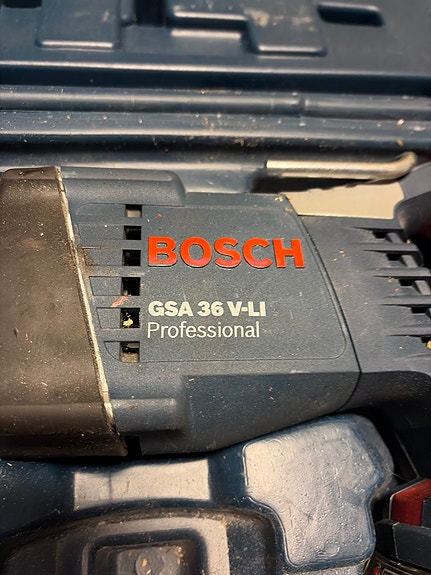 BOSCH
GSA 36 V-LI
Professional